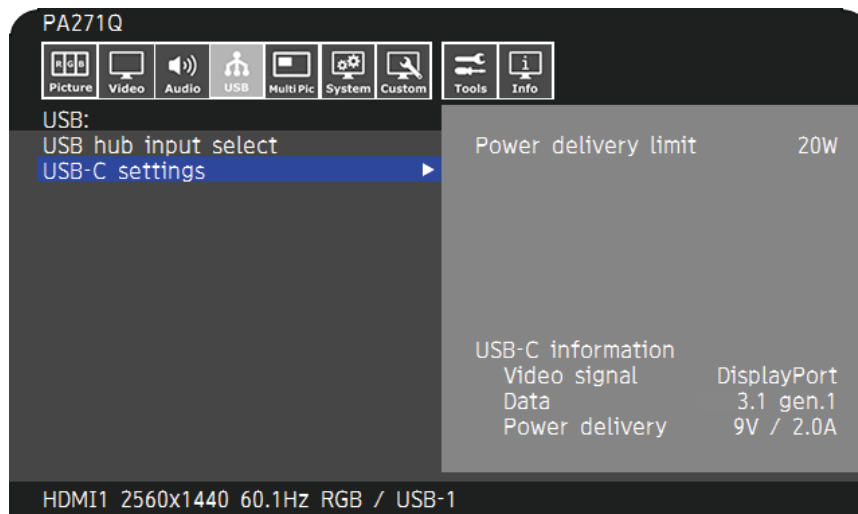 PA271Q
R G B
Picture Video Audio USB Multi Pic System Custom Tools Info
USB:
USB hub input select
USB-C settings
Power delivery limit 20W
USB-C information
Video signal DisplayPort
Data 3.1 gen.1
Power delivery 9V / 2.0A
HDMI1 2560x1440 60.1Hz RGB / USB-1